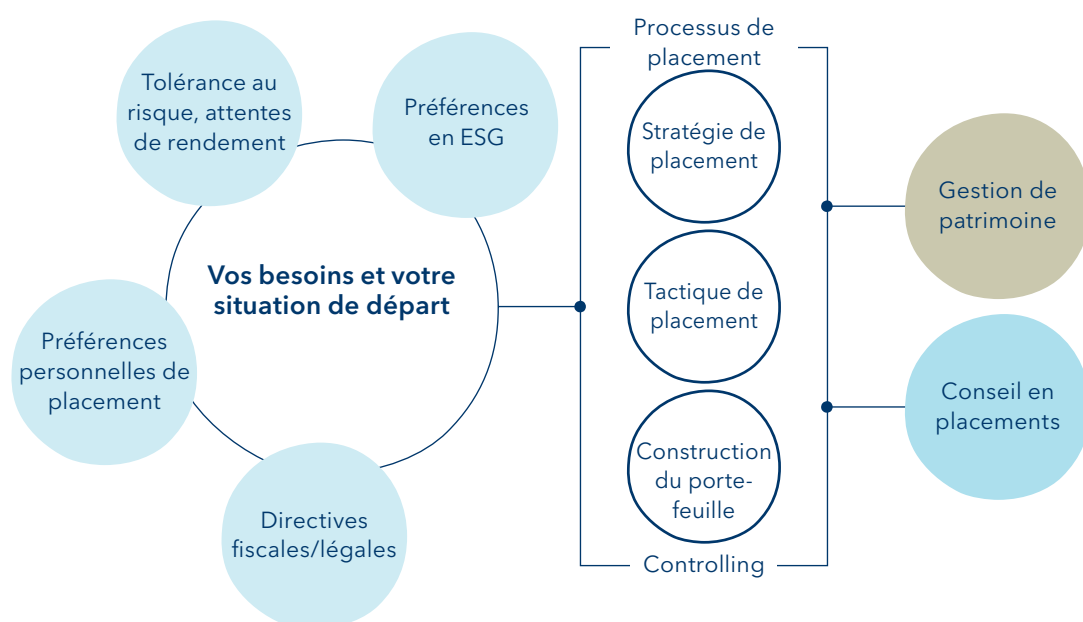 Tolérance au
risque, attentes
de rendement
Préférences
en ESG
Vos besoins et votre
situation de départ
Préférences
personnelles de
placement
Directives
fiscales/légales
Processus de
placement
Stratégie de
placement
Tactique de
placement
Construction
du porte-
feuille
Controlling
Gestion de
patrimoine
Conseil en
placements